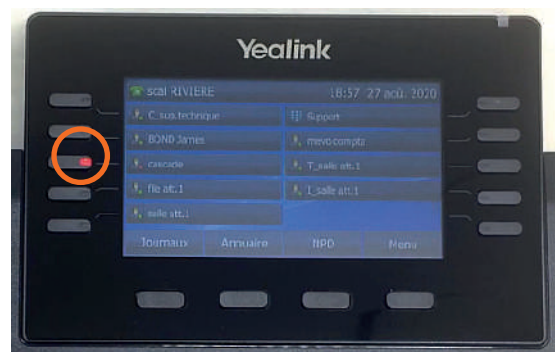 Yealink
scal RIVIERE 18:57 27 aoû. 2020
C_sua.technique Support
BOND James mevo compta
cascade T_salle att.1
file att.1 I_salle att.1
salle att.1
Journaux Annuaire NPD Menu